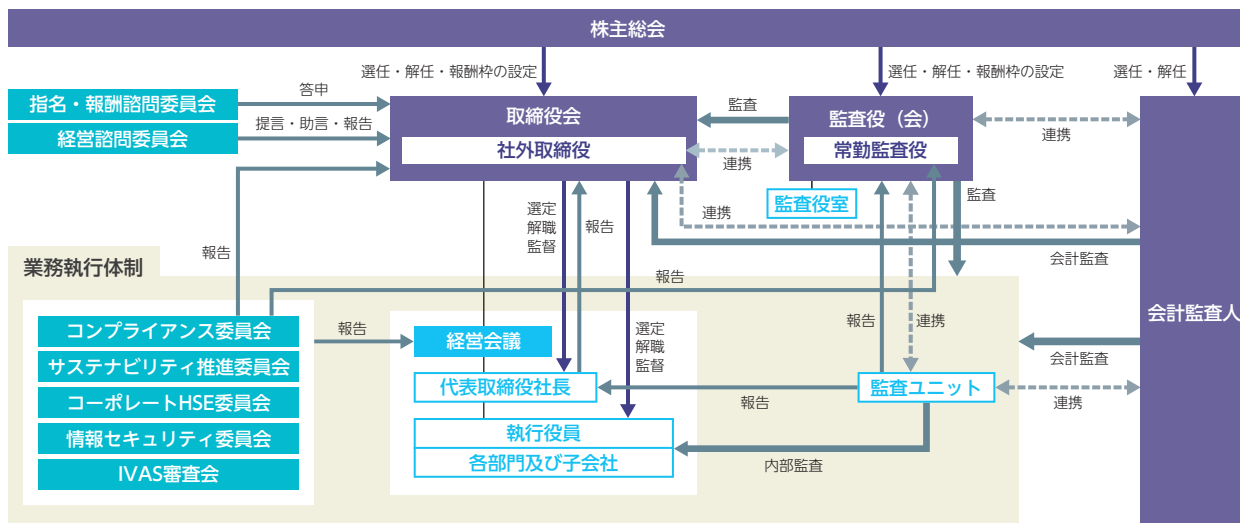 株主総会
選任・解任・報酬枠の設定
選任・解任・報酬枠の設定
選任・解任
指名・報酬諮問委員会
答申
経営諮問委員会
提言・助言・報告
取締役会
社外取締役
監査
連携
監査役（会）
常勤監査役
連携
監査役室
監査
選定
解職
監督
報告
連携
会計監査
報告
業務執行体制
報告
会計監査人
コンプライアンス委員会
サステナビリティ推進委員会
コーポレートHSE委員会
情報セキュリティ委員会
IVAS審査会
報告
経営会議
選定
解職
監督
報告
連携
会計監査
代表取締役社長
報告
監査ユニット
連携
執行役員
各部門及び子会社
内部監査